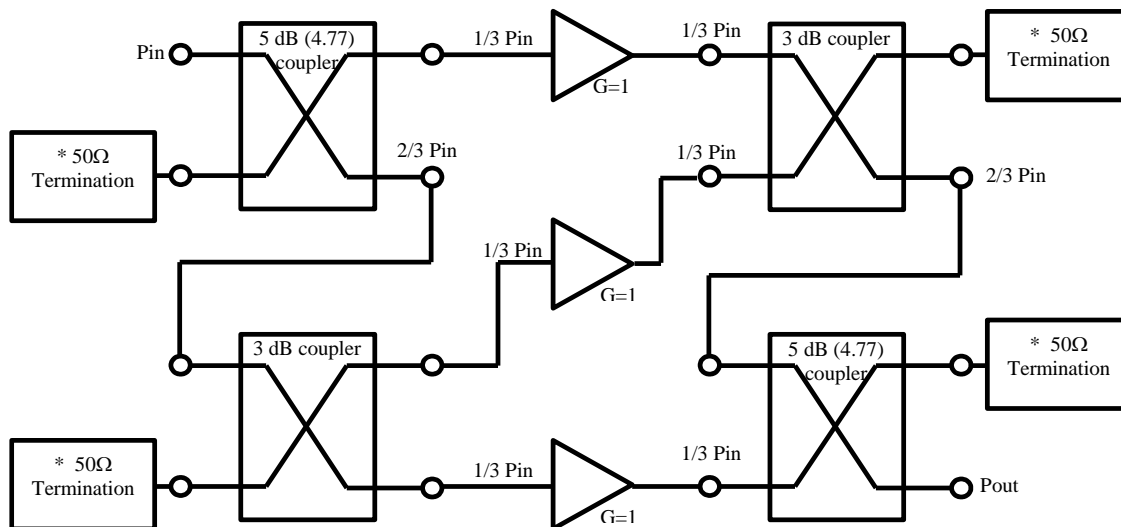 Pin
5 dB (4.77)
coupler
1/3 Pin
G=1
1/3 Pin
3 dB coupler
* 50Ω
Termination
* 50Ω
Termination
2/3 Pin
1/3 Pin
2/3 Pin
1/3 Pin
G=1
3 dB coupler
5 dB (4.77)
coupler
* 50Ω
Termination
* 50Ω
Termination
1/3 Pin
G=1
1/3 Pin
Pout